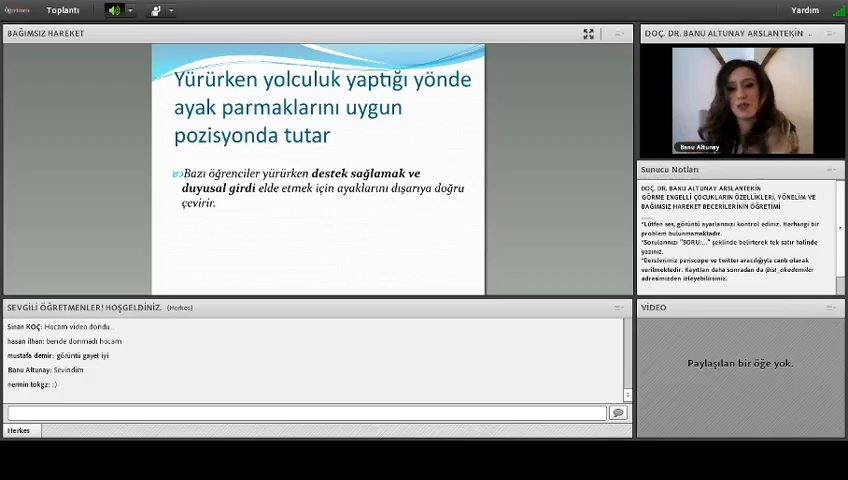 öğretmen Toplantı Yardım
BAĞIMSIZ HAREKET
Yürürken yolculuk yaptığı yönde
ayak parmaklarını uygun
pozisyonda tutar
Bazı öğrenciler yürürken destek sağlamak ve
duyusal girdi elde etmek için ayaklarını dışarıya doğru
çevirir.
DOÇ. DR. BANU ALTUNAY ARSLANTEKİN ..
Banu Altunay
Sunucu Notları
DOÇ. DR. BANU ALTUNAY ARSLANTEKİN
GÖRME ENGELLİ ÇOCUKLARIN ÖZELLİKLERİ, YÖNELİM VE
BAĞIMSIZ HAREKET BECERİLERİNİN ÖĞRETİMİ
....
*Lütfen ses, görüntü ayarlarınızı kontrol ediniz. Herhangi bir
problem bulunmamaktadır.
*Sorularınızı "SORU:..." şeklinde belirterek tek satır halinde
yazınız.
*Derslerimiz periscope ve twitter aracılığıyla canlı olarak
verilmektedir. Kayıtları daha sonradan da @ist_akademiler
adresimizden izleyebilirsiniz.
SEVGİLİ ÖĞRETMENLER! HOŞGELDİNİZ. (Herkes)
Sinan KOÇ: Hocam video dondu.
hasan ilhan: bende donmadı hocam
mustafa demir: görüntü gayet iyi
Banu Altunay: Sevindim
nermin tokgz: :)
Herkes
VİDEO
Paylaşılan bir öğe yok.